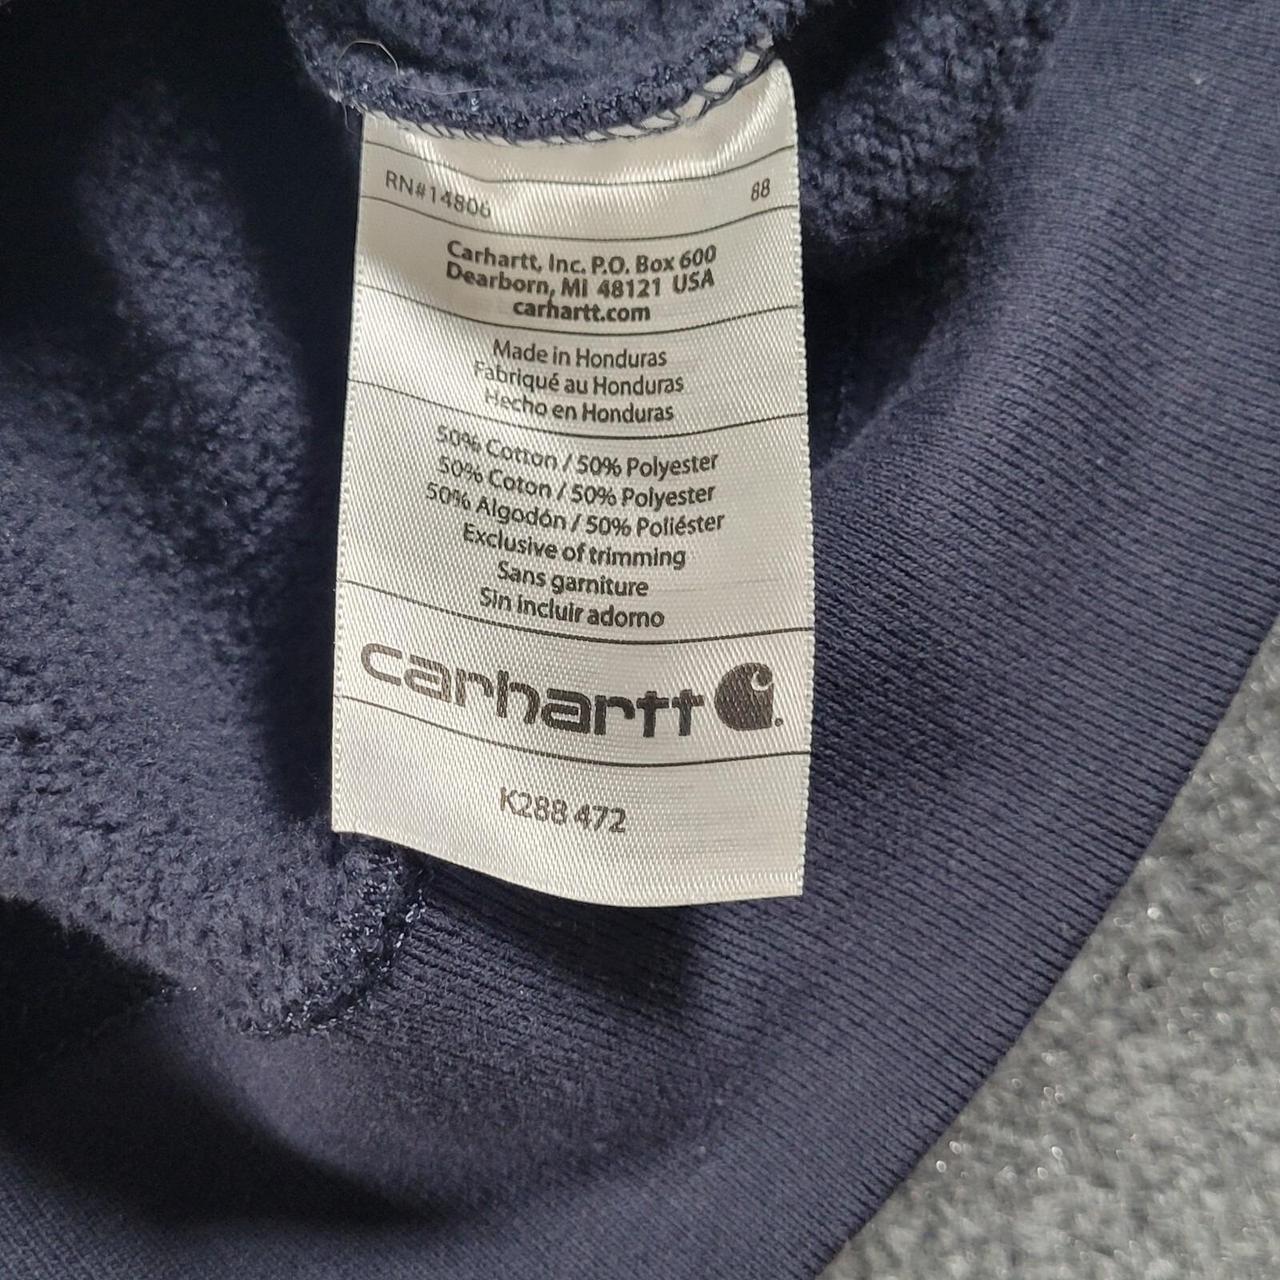 RN#14806 88
Carhartt, Inc. P.O. Box 600
Dearborn, MI 48121 USA
carhartt.com
Made in Honduras
Fabriqué au Honduras
Hecho en Honduras
50% Cotton / 50% Polyester
50% Coton / 50% Polyester
50% Algodón / 50% Poliéster
Exclusive of trimming
Sans garniture
Sin incluir adorno
carhartt
K288 472